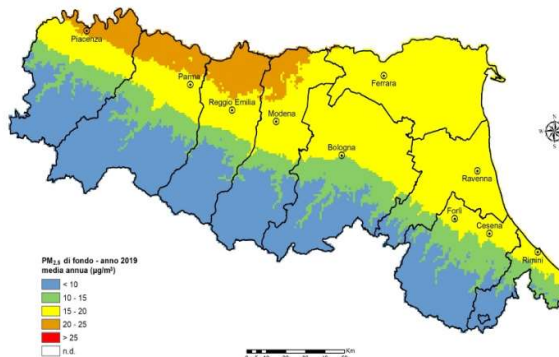 Piacenza
Parma
Reggio Emilia
Modena
Ferrara
Bologna
Ravenna
Forlì
Cesena
Rimini
N
W
S
PM2,5 di fondo - anno 2019
media annua (µg/m³)
< 10
10 - 15
15 - 20
20 - 25
> 25
n.d.
Km